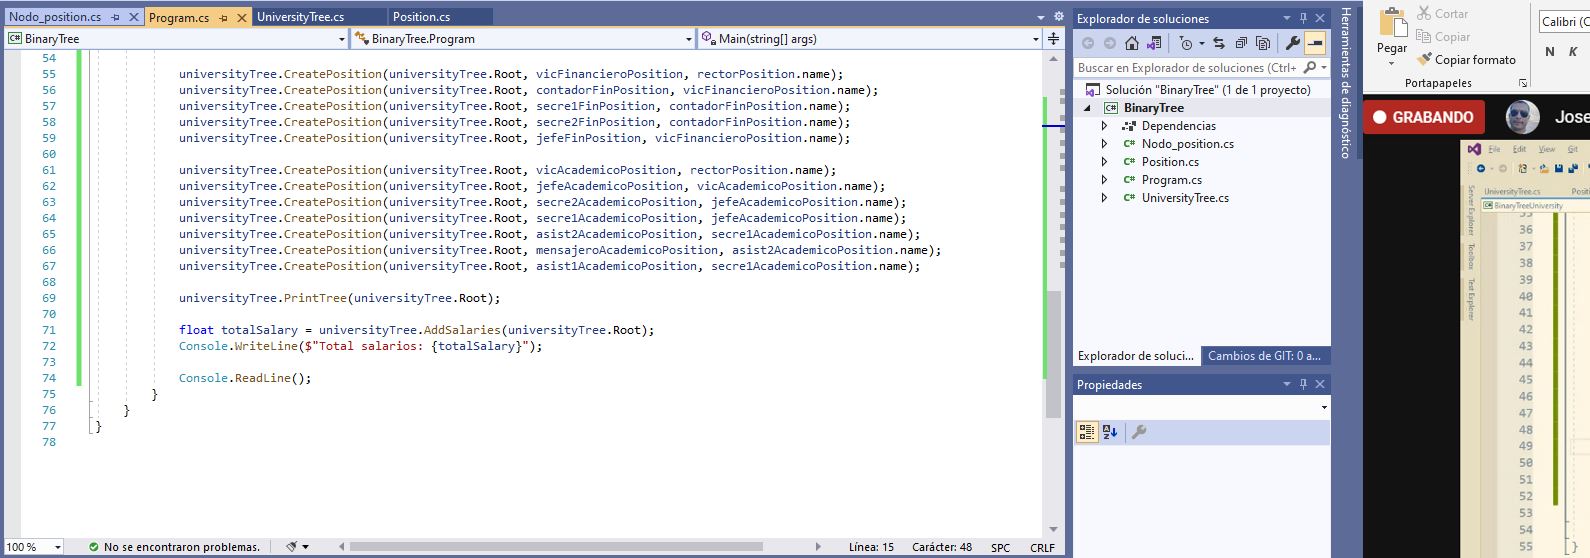 Nodo_position.cs
Program.cs
UniversityTree.cs
Position.cs
BinaryTree
BinaryTree.Program
Main(string[] args)
54
55 universityTree.CreatePosition(universityTree.Root, vicFinancieroPosition, rectorPosition.name);
56 universityTree.CreatePosition(universityTree.Root, contadorFinPosition, vicFinancieroPosition.name);
57 universityTree.CreatePosition(universityTree.Root, secre1FinPosition, contadorFinPosition.name);
58 universityTree.CreatePosition(universityTree.Root, secre2FinPosition, contadorFinPosition.name);
59 universityTree.CreatePosition(universityTree.Root, jefeFinPosition, vicFinancieroPosition.name);
60
61 universityTree.CreatePosition(universityTree.Root, vicAcademicoPosition, rectorPosition.name);
62 universityTree.CreatePosition(universityTree.Root, jefeAcademicoPosition, vicAcademicoPosition.name);
63 universityTree.CreatePosition(universityTree.Root, secre2AcademicoPosition, jefeAcademicoPosition.name);
64 universityTree.CreatePosition(universityTree.Root, secre1AcademicoPosition, jefeAcademicoPosition.name);
65 universityTree.CreatePosition(universityTree.Root, asist2AcademicoPosition, secre1AcademicoPosition.name);
66 universityTree.CreatePosition(universityTree.Root, mensajeroAcademicoPosition, asist2AcademicoPosition.name);
67 universityTree.CreatePosition(universityTree.Root, asist1AcademicoPosition, secre1AcademicoPosition.name);
68
69 universityTree.PrintTree(universityTree.Root);
70
71 float totalSalary = universityTree.AddSalaries(universityTree.Root);
72 Console.WriteLine($"Total salarios: {totalSalary}");
73
74 Console.ReadLine();
75 }
76 }
77 }
78
100 %
No se encontraron problemas.
Línea: 15
Carácter: 48
SPC
CRLF
Explorador de soluciones
Buscar en Explorador de soluciones (Ctrl+
Solución "BinaryTree" (1 de 1 proyecto)
BinaryTree
Dependencias
Nodo_position.cs
Position.cs
Program.cs
UniversityTree.cs
Explorador de soluci...
Cambios de GIT: 0 a...
Propiedades
Herramientas de diagnóstico
Pegar
Cortar
Copiar
Copiar formato
Portapapeles
Calibri (C
N K
GRABANDO
Jose
File Edit View Git
UniversityTree.cs
Positi
BinaryTreeUniversity
Server Explorer
Toolbox
Test Explorer
35
36
37
38
39
40
41
42
43
44
45
46
47
48
49
50
51
52
53
54
55 }